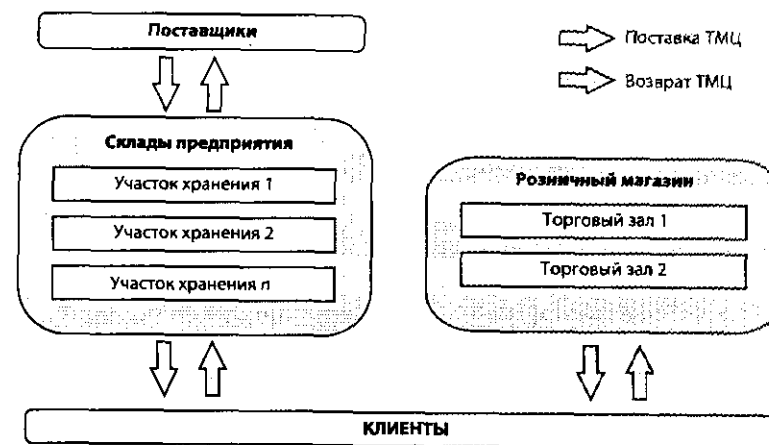 Поставщики
Поставка ТМЦ
Возврат ТМЦ
Склады предприятия
Участок хранения 1
Участок хранения 2
Участок хранения n
Розничный магазин
Торговый зал 1
Торговый зал 2
КЛИЕНТЫ